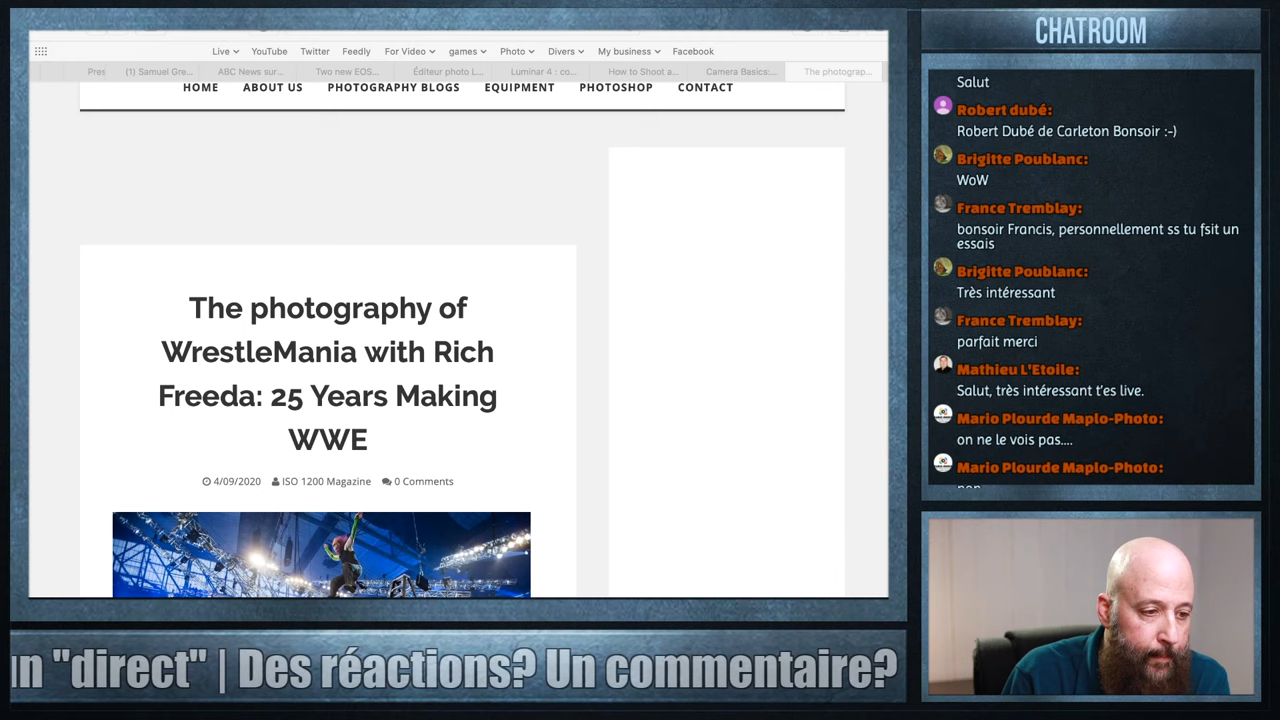 Live YouTube Twitter Feedly For Video games Photo Divers My business Facebook
Pres (1) Samuel Gre... ABC News sur... Two new EOS... Éditeur photo L... Luminar 4 : co... How to Shoot a... Camera Basics:... The photograp...
HOME ABOUT US PHOTOGRAPHY BLOGS EQUIPMENT PHOTOSHOP CONTACT
The photography of
WrestleMania with Rich
Freeda: 25 Years Making
WWE
4/09/2020 ISO 1200 Magazine 0 Comments
CHATROOM
Salut
Robert dubé:
Robert Dubé de Carleton Bonsoir :-)
Brigitte Poublanc:
WoW
France Tremblay:
bonsoir Francis, personnellement ss tu fsit un
essais
Brigitte Poublanc:
Très intéressant
France Tremblay:
parfait merci
Mathieu L'Etoile:
Salut, très intéressant t'es live.
Mario Plourde Maplo-Photo:
on ne le vois pas....
Mario Plourde Maplo-Photo:
un "direct" | Des réactions? Un commentaire?